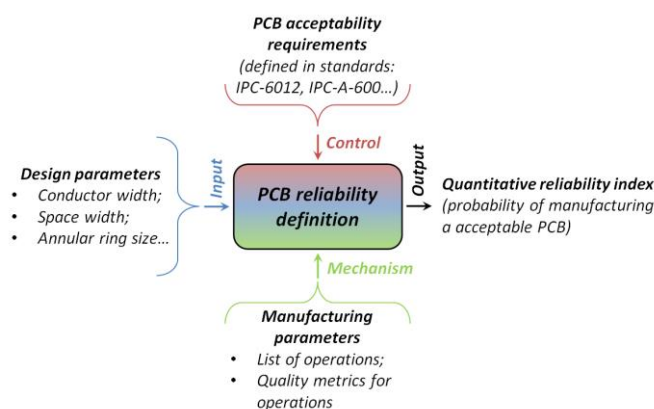 PCB acceptability
requirements
(defined in standards:
IPC-6012, IPC-A-600...)
Control
Design parameters
• Conductor width;
• Space width;
• Annular ring size...
Input
PCB reliability
definition
Output
Quantitative reliability index
(probability of manufacturing
a acceptable PCB)
Mechanism
Manufacturing
parameters
• List of operations;
• Quality metrics for
operations